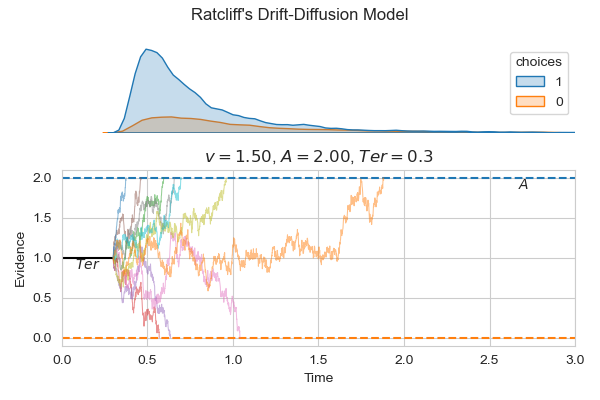 Ratcliff's Drift-Diffusion Model
choices
1
0
v = 1.50, A = 2.00, Ter = 0.3
2.0
1.5
1.0
0.5
0.0
Evidence
A
Ter
0.0 0.5 1.0 1.5 2.0 2.5 3.0
Time